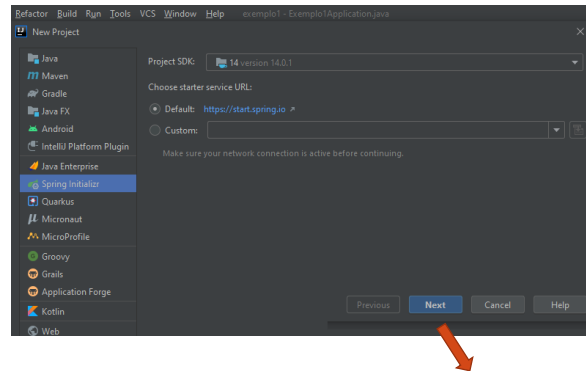 Refactor Build Run Tools VCS Window Help exemplo1 - Exemplo1Application.java
New Project
Java
Maven
Gradle
Java FX
Android
IntelliJ Platform Plugin
Java Enterprise
Spring Initializr
Quarkus
Micronaut
MicroProfile
Groovy
Grails
Application Forge
Kotlin
Web
Project SDK: 14 version 14.0.1
Choose starter service URL:
Default: https://start.spring.io
Custom:
Make sure your network connection is active before continuing.
Previous Next Cancel Help